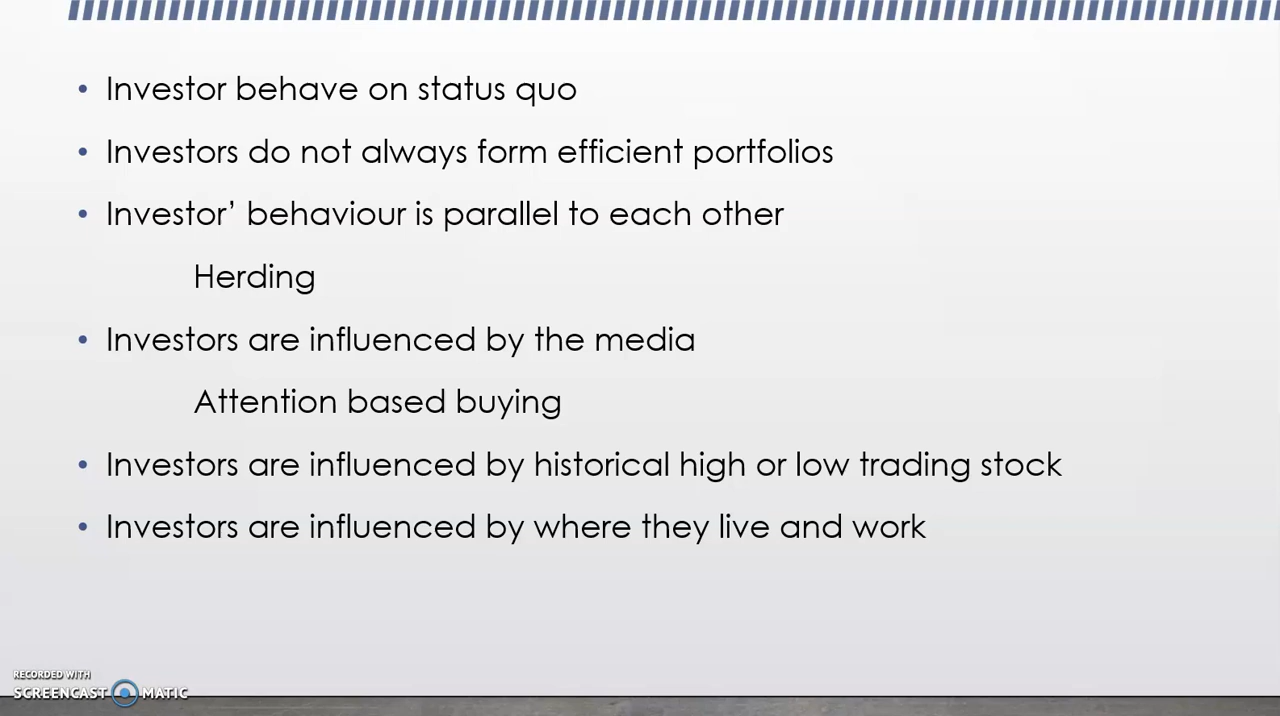 • Investor behave on status quo
• Investors do not always form efficient portfolios
• Investor’ behaviour is parallel to each other
Herding
• Investors are influenced by the media
Attention based buying
• Investors are influenced by historical high or low trading stock
• Investors are influenced by where they live and work
RECORDED WITH
SCREENCAST MATIC